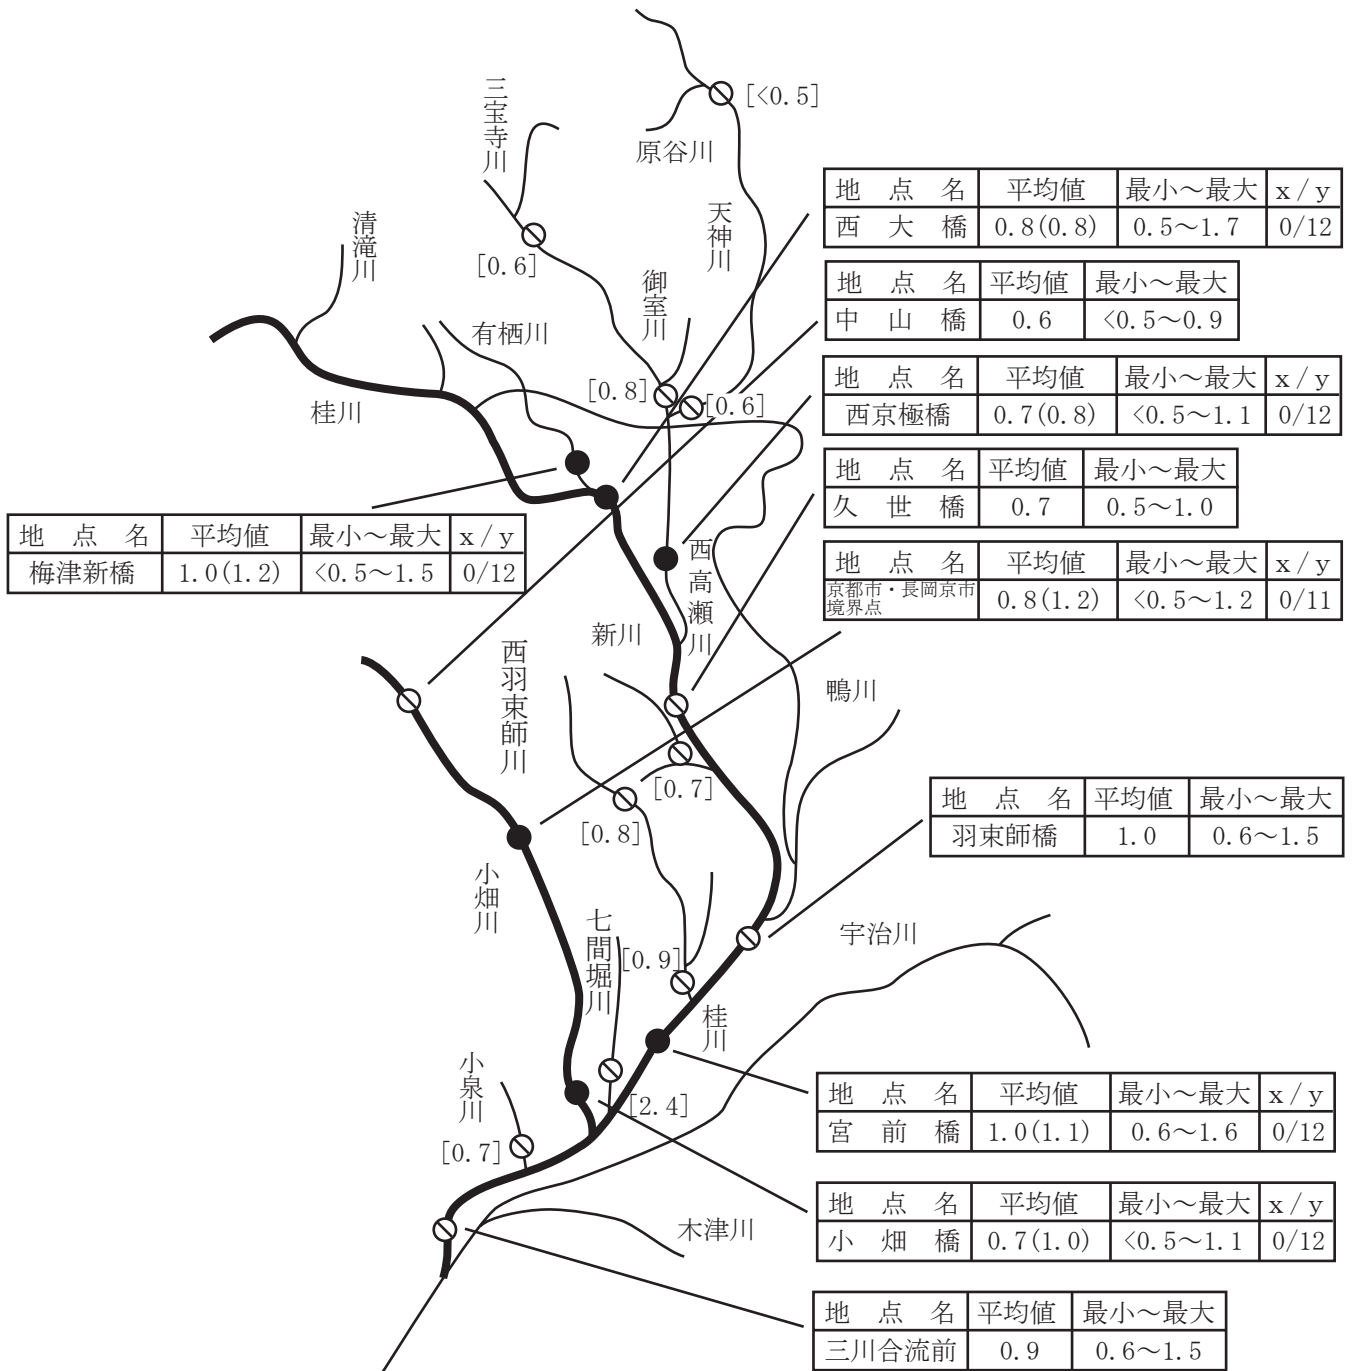 [<0.5]
三宝寺川
原谷川
天神川
清滝川
[0.6]
御室川
有栖川
[0.8]
[0.6]
桂川
地点名 平均値 最小～最大 x/y
西大橋 0.8(0.8) 0.5～1.7 0/12
地点名 平均値 最小～最大
中山橋 0.6 <0.5～0.9
地点名 平均値 最小～最大 x/y
西京極橋 0.7(0.8) <0.5～1.1 0/12
地点名 平均値 最小～最大
久世橋 0.7 0.5～1.0
地点名 平均値 最小～最大 x/y
梅津新橋 1.0(1.2) <0.5～1.5 0/12
地点名 平均値 最小～最大 x/y
京都市・長岡京市
境界点 0.8(1.2) <0.5～1.2 0/11
西高瀬川
新川
西羽束師川
鴨川
[0.7]
[0.8]
地点名 平均値 最小～最大
羽束師橋 1.0 0.6～1.5
小畑川
七間堀川
宇治川
[0.9]
桂川
小泉川
[2.4]
[0.7]
地点名 平均値 最小～最大 x/y
宮前橋 1.0(1.1) 0.6～1.6 0/12
木津川
地点名 平均値 最小～最大 x/y
小畑橋 0.7(1.0) <0.5～1.1 0/12
地点名 平均値 最小～最大
三川合流前 0.9 0.6～1.5